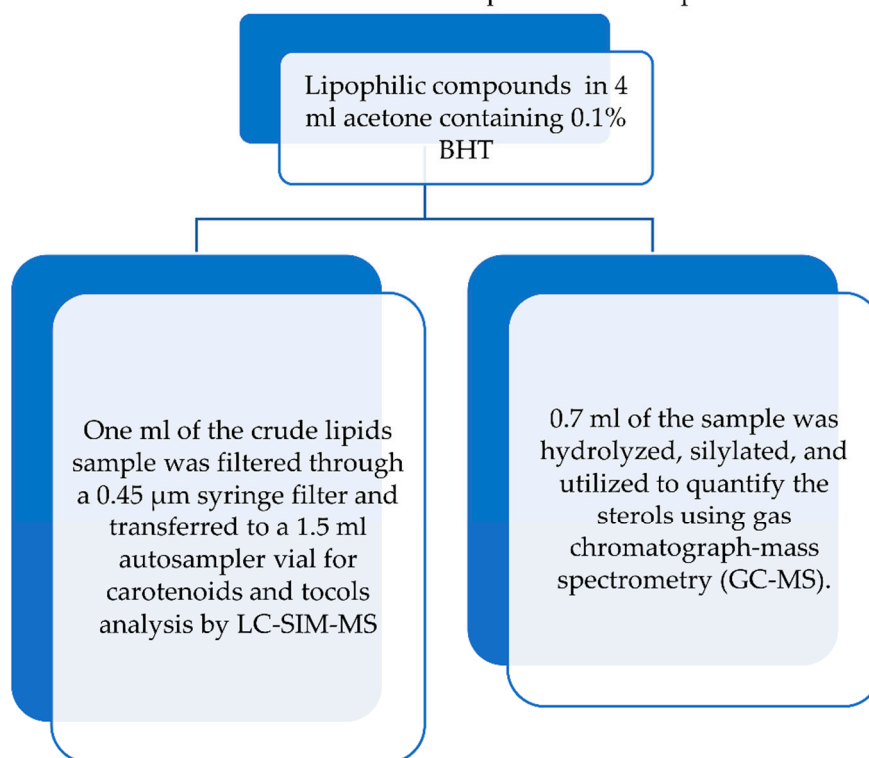 Lipophilic compounds in 4
ml acetone containing 0.1%
BHT
One ml of the crude lipids
sample was filtered through
a 0.45 µm syringe filter and
transferred to a 1.5 ml
autosampler vial for
carotenoids and tocols
analysis by LC-SIM-MS
0.7 ml of the sample was
hydrolyzed, silylated, and
utilized to quantify the
sterols using gas
chromatograph-mass
spectrometry (GC-MS).